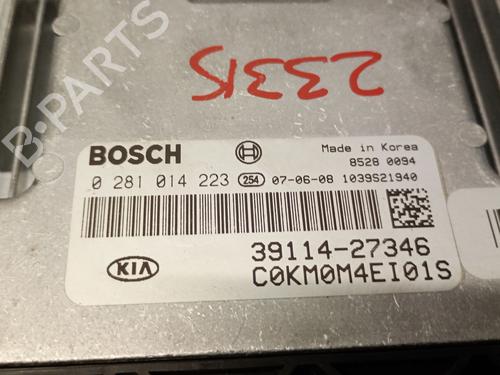 B-PARTS
233B
BOSCH
Made in Korea
8528 0094
0 281 014 223 254 07-06-08 1039S21940
39114-27346
KIA
C0KM0M4EI01S